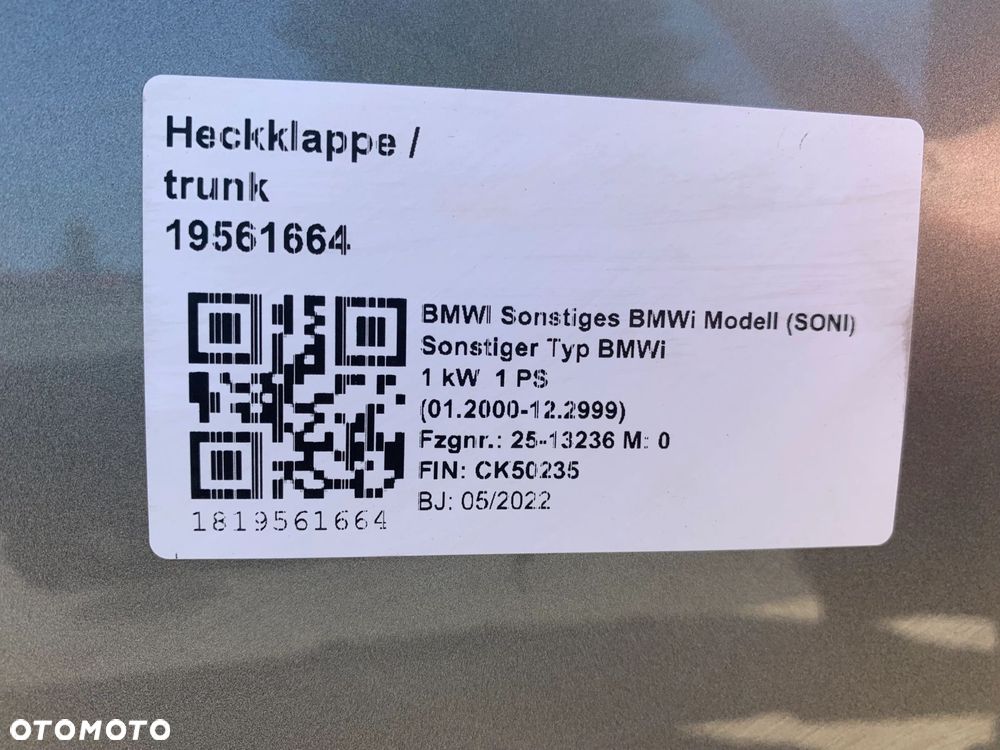 Heckklappe /
trunk
19561664
BMWI Sonstiges BMWi Modell (SONI)
Sonstiger Typ BMWi
1 kW 1 PS
(01.2000-12.2999)
Fzgnr.: 25-13236 M: 0
FIN: CK50235
BJ: 05/2022
1819561664
OTOMOTO